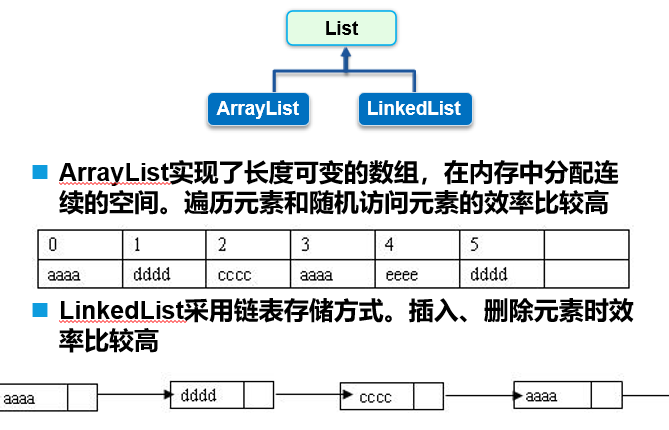 List
ArrayList LinkedList
ArrayList实现了长度可变的数组，在内存中分配连
续的空间。遍历元素和随机访问元素的效率比较高
0 1 2 3 4 5
aaaa dddd cccc aaaa eeee dddd
LinkedList采用链表存储方式。插入、删除元素时效
率比较高
aaaa dddd cccc aaaa